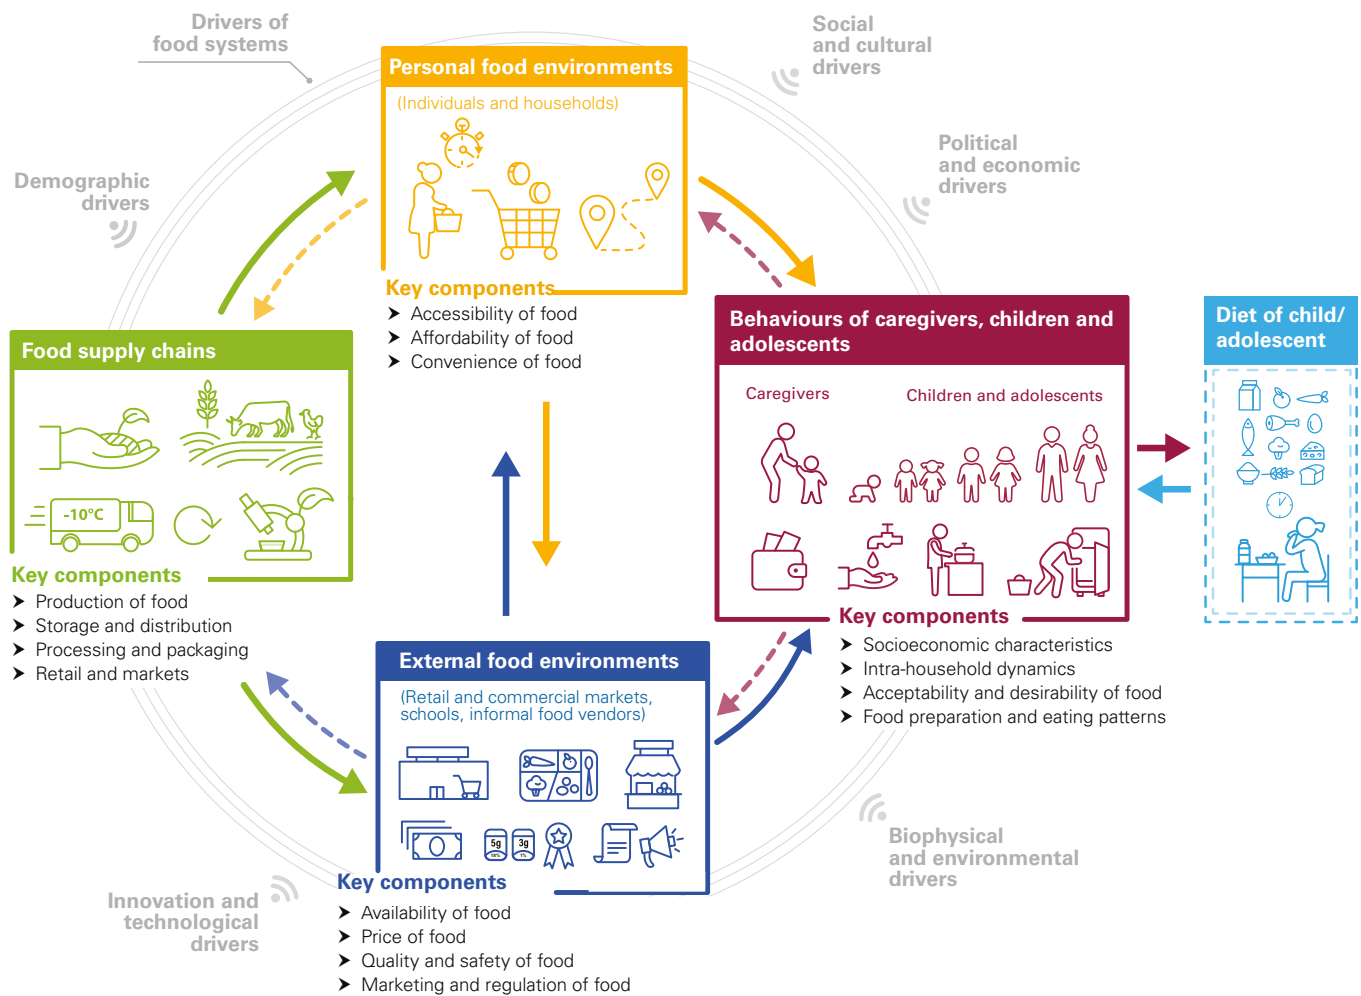 Drivers of
food systems
Social
and cultural
drivers
Personal food environments
(Individuals and households)
Political
and economic
drivers
Demographic
drivers
Key components
➤ Accessibility of food
➤ Affordability of food
➤ Convenience of food
Food supply chains
-10°C
Key components
➤ Production of food
➤ Storage and distribution
➤ Processing and packaging
➤ Retail and markets
Behaviours of caregivers, children and
adolescents
Caregivers
Children and adolescents
Key components
➤ Socioeconomic characteristics
➤ Intra-household dynamics
➤ Acceptability and desirability of food
➤ Food preparation and eating patterns
Diet of child/
adolescent
External food environments
(Retail and commercial markets,
schools, informal food vendors)
5g
3g
1%
Key components
➤ Availability of food
➤ Price of food
➤ Quality and safety of food
➤ Marketing and regulation of food
Biophysical
and environmental
drivers
Innovation and
technological
drivers